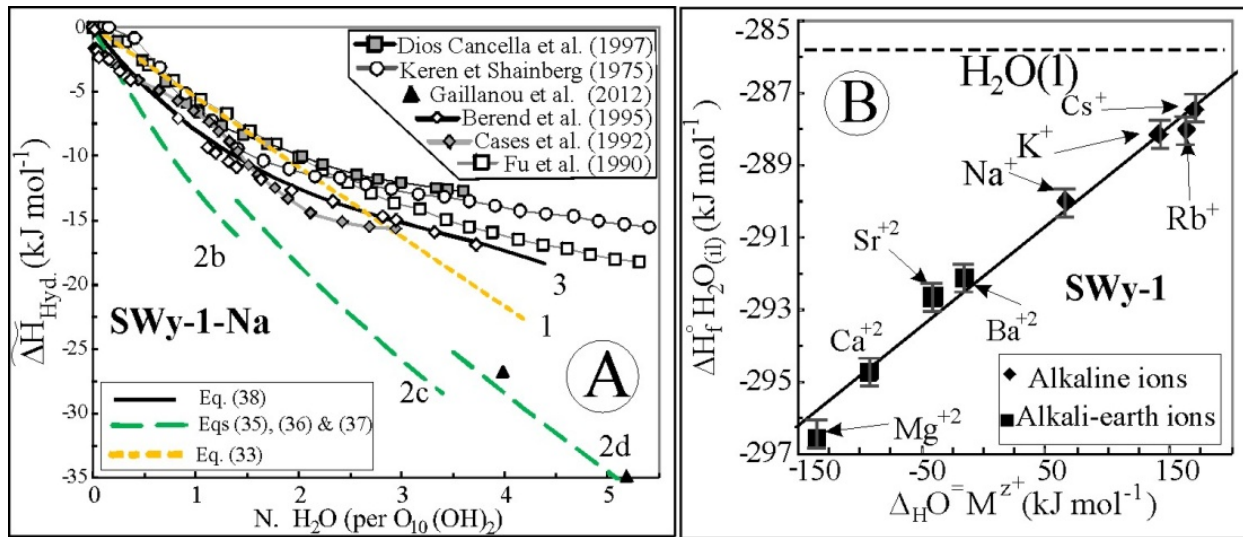 0
-5
-10
-15
-20
-25
-30
-35
ΔH̃Hyd. (kJ mol⁻¹)
Dios Cancella et al. (1997)
Keren et Shainberg (1975)
Gaillanou et al. (2012)
Berend et al. (1995)
Cases et al. (1992)
Fu et al. (1990)
2b
3
1
SWy-1-Na
A
2c
2d
Eq. (38)
Eqs (35), (36) & (37)
Eq. (33)
0 1 2 3 4 5
N. H₂O (per O₁₀(OH)₂)
-285
-287
-289
-291
-293
-295
-297
ΔH°f H₂O(il) (kJ mol⁻¹)
H₂O(l)
B
Cs⁺
K⁺
Na⁺
Rb⁺
Sr⁺²
SWy-1
Ba⁺²
Ca⁺²
Mg⁺²
Alkaline ions
Alkali-earth ions
-150 -50 50 150
ΔHO⁼ Mᶻ⁺ (kJ mol⁻¹)